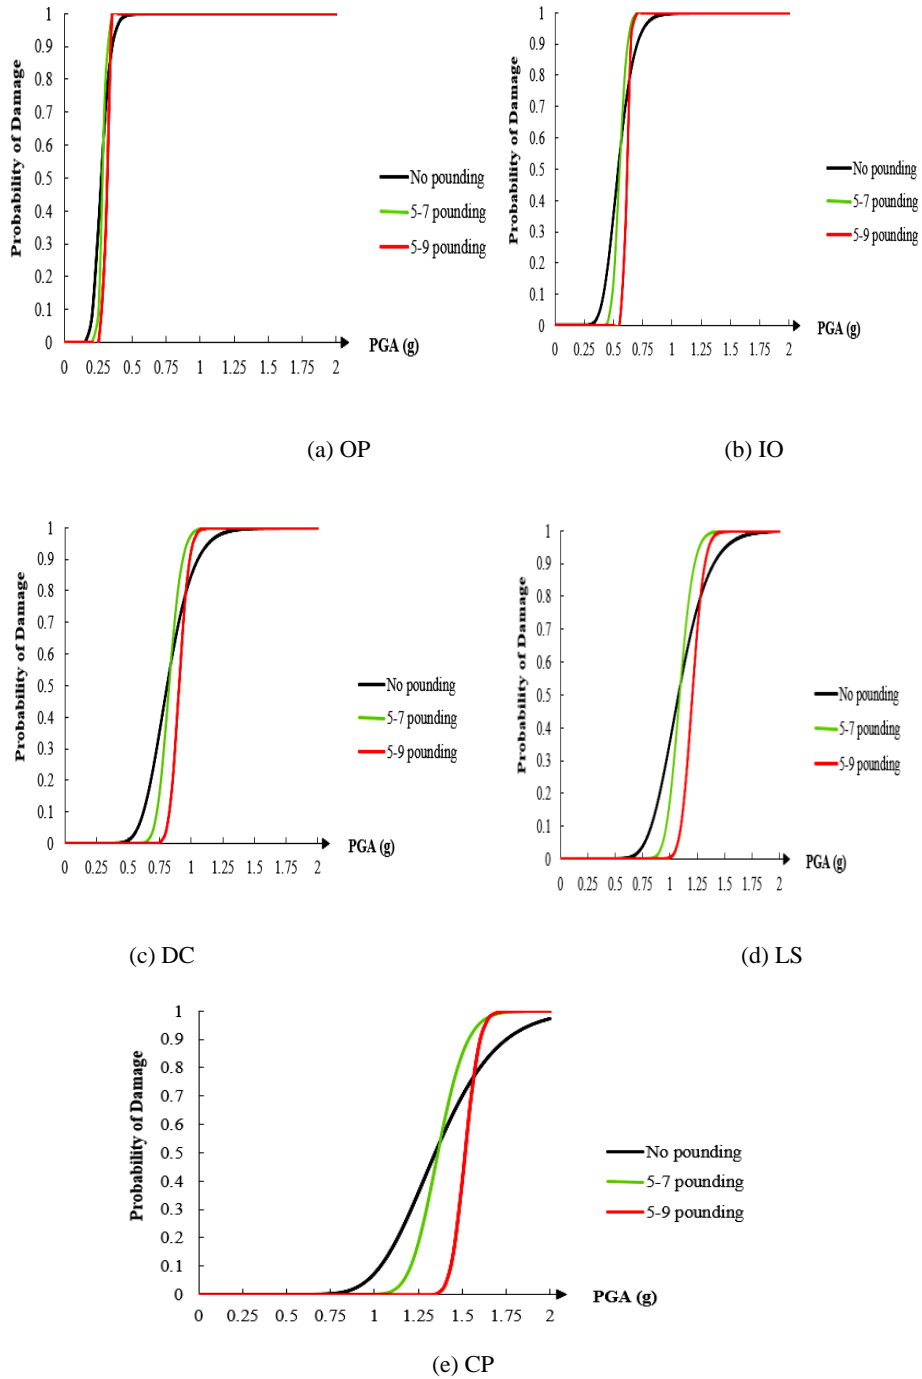 1
0.9
0.8
0.7
0.6
0.5
0.4
0.3
0.2
0.1
0
Probability of Damage
0 0.25 0.5 0.75 1 1.25 1.5 1.75 2
PGA (g)
No pounding
5-7 pounding
5-9 pounding
(a) OP
1
0.9
0.8
0.7
0.6
0.5
0.4
0.3
0.2
0.1
0
Probability of Damage
0 0.25 0.5 0.75 1 1.25 1.5 1.75 2
PGA (g)
No pounding
5-7 pounding
5-9 pounding
(b) IO
1
0.9
0.8
0.7
0.6
0.5
0.4
0.3
0.2
0.1
0
Probability of Damage
0 0.25 0.5 0.75 1 1.25 1.5 1.75 2
PGA (g)
No pounding
5-7 pounding
5-9 pounding
(c) DC
1
0.9
0.8
0.7
0.6
0.5
0.4
0.3
0.2
0.1
0
Probability of Damage
0 0.25 0.5 0.75 1 1.25 1.5 1.75 2
PGA (g)
No pounding
5-7 pounding
5-9 pounding
(d) LS
1
0.9
0.8
0.7
0.6
0.5
0.4
0.3
0.2
0.1
0
Probability of Damage
0 0.25 0.5 0.75 1 1.25 1.5 1.75 2
PGA (g)
No pounding
5-7 pounding
5-9 pounding
(e) CP